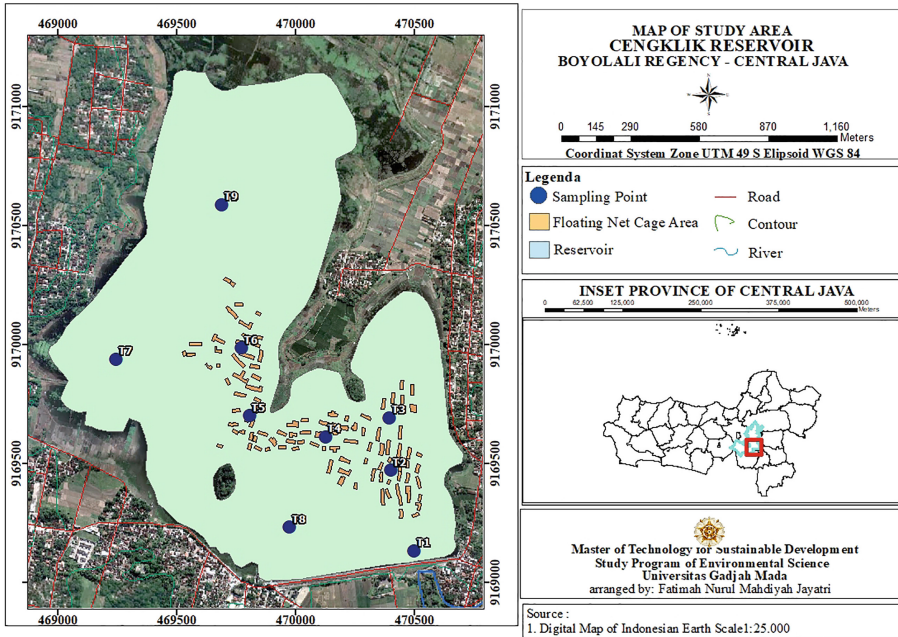 469000 469500 470000 470500
9171000
9170500
9170000
9169500
9169000
9171000
9170500
9170000
9169500
9169000
T9
T6
T7
T5
T3
T4
T2
T8
T1
469000 469500 470000 470500
MAP OF STUDY AREA
CENGKLIK RESERVOIR
BOYOLALI REGENCY - CENTRAL JAVA
0 145 290 580 870 1,160
Meters
Coordinat System Zone UTM 49 S Elipsoid WGS 84
Legenda
Sampling Point
Floating Net Cage Area
Reservoir
Road
Contour
River
INSET PROVINCE OF CENTRAL JAVA
0 62,500 125,000 250,000 375,000 500,000
Meters
Master of Technology for Sustainable Development
Study Program of Environmental Science
Universitas Gadjah Mada
arranged by: Fatimah Nurul Mahdiyah Jayatri
Source :
1. Digital Map of Indonesian Earth Scale1:25.000